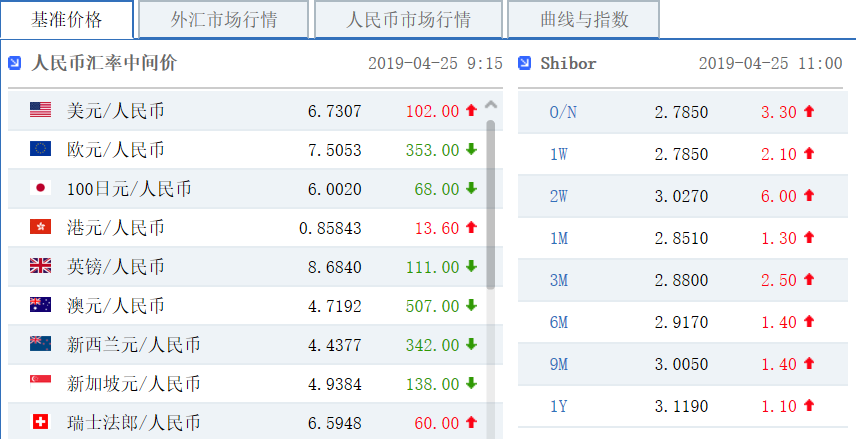 基准价格 外汇市场行情 人民币市场行情 曲线与指数
人民币汇率中间价 2019-04-25 9:15
美元/人民币 6.7307 102.00
欧元/人民币 7.5053 353.00
100日元/人民币 6.0020 68.00
港元/人民币 0.85843 13.60
英镑/人民币 8.6840 111.00
澳元/人民币 4.7192 507.00
新西兰元/人民币 4.4377 342.00
新加坡元/人民币 4.9384 138.00
瑞士法郎/人民币 6.5948 60.00
Shibor 2019-04-25 11:00
O/N 2.7850 3.30
1W 2.7850 2.10
2W 3.0270 6.00
1M 2.8510 1.30
3M 2.8800 2.50
6M 2.9170 1.40
9M 3.0050 1.40
1Y 3.1190 1.10